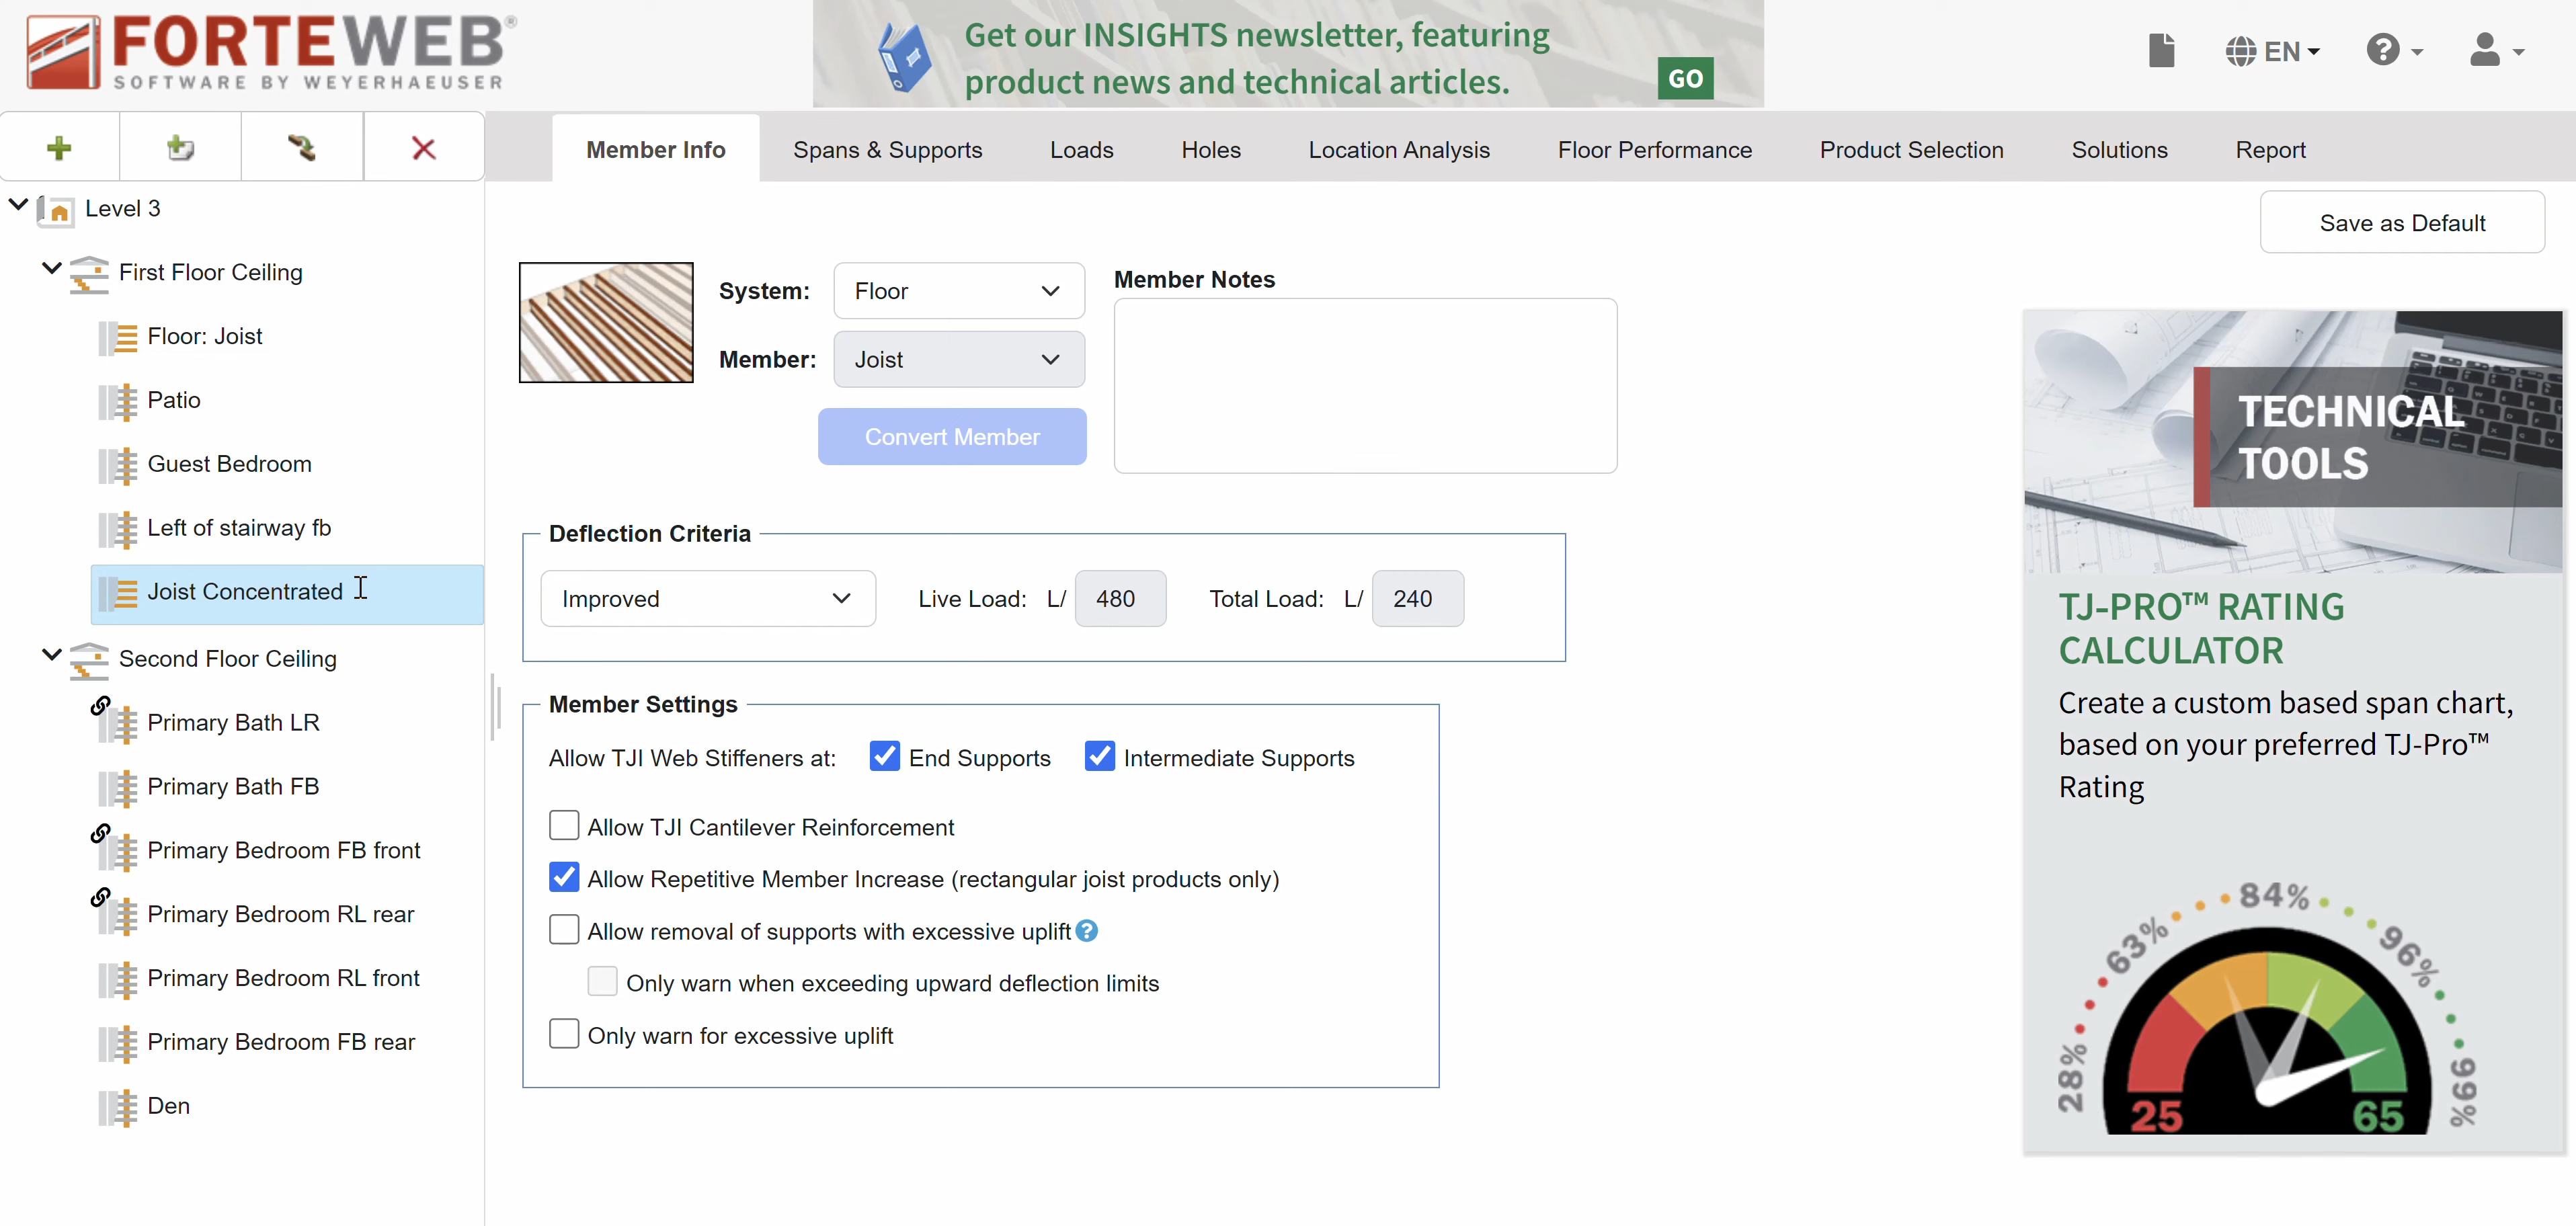 FORTEWEB®
SOFTWARE BY WEYERHAEUSER
Get our INSIGHTS newsletter, featuring
product news and technical articles.
GO
EN
Member Info
Spans & Supports
Loads
Holes
Location Analysis
Floor Performance
Product Selection
Solutions
Report
Level 3
First Floor Ceiling
Floor: Joist
Patio
Guest Bedroom
Left of stairway fb
Joist Concentrated
Second Floor Ceiling
Primary Bath LR
Primary Bath FB
Primary Bedroom FB front
Primary Bedroom RL rear
Primary Bedroom RL front
Primary Bedroom FB rear
Den
Save as Default
System: Floor
Member: Joist
Convert Member
Member Notes
Deflection Criteria
Improved Live Load: L/ 480 Total Load: L/ 240
Member Settings
Allow TJI Web Stiffeners at: End Supports Intermediate Supports
Allow TJI Cantilever Reinforcement
Allow Repetitive Member Increase (rectangular joist products only)
Allow removal of supports with excessive uplift ?
Only warn when exceeding upward deflection limits
Only warn for excessive uplift
TECHNICAL
TOOLS
TJ-PRO™ RATING
CALCULATOR
Create a custom based span chart,
based on your preferred TJ-Pro™
Rating
28% 63% 84% 96% 99%
25 65